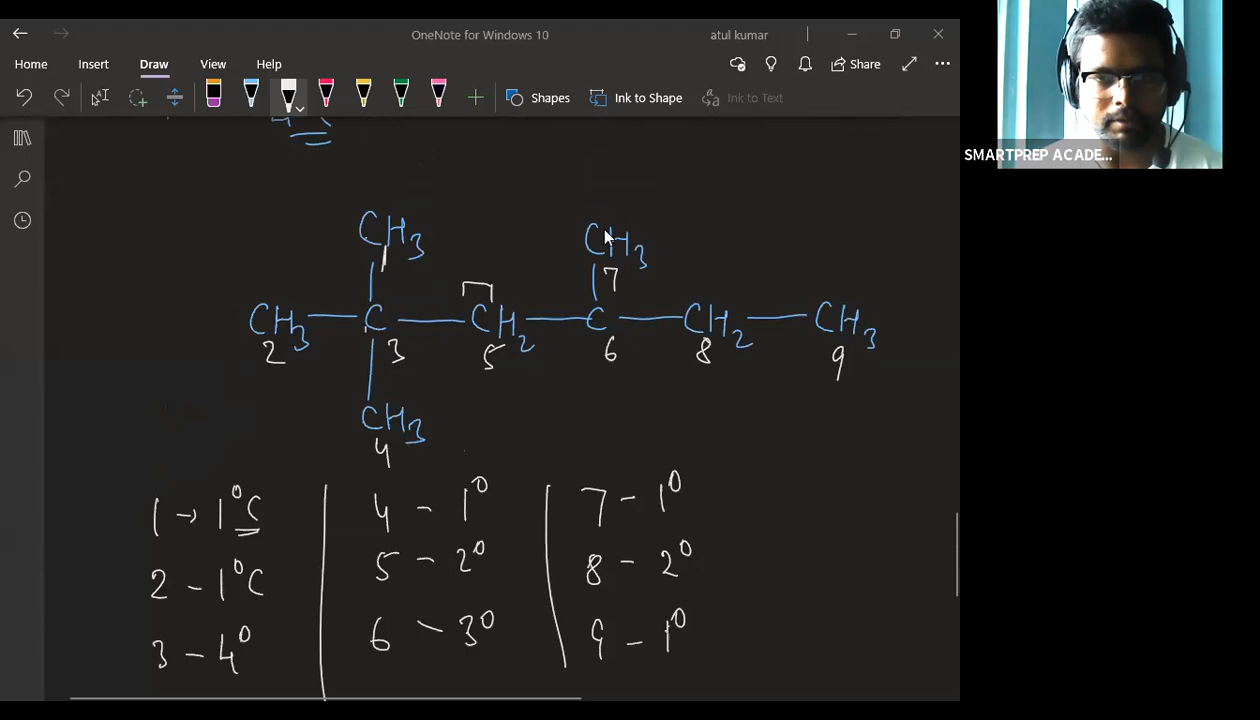 OneNote for Windows 10
atul kumar
Home Insert Draw View Help
Share
Shapes
Ink to Shape
Ink to Text
SMARTPREP ACADE...
CH3 CH3
1 7
CH3 — C — CH2 — C — CH2 — CH3
2 3 5 6 8 9
CH3
4
1 → 1° C
2 - 1° C
3 - 4°
4 - 1°
5 - 2°
6 - 3°
7 - 1°
8 - 2°
9 - 1°